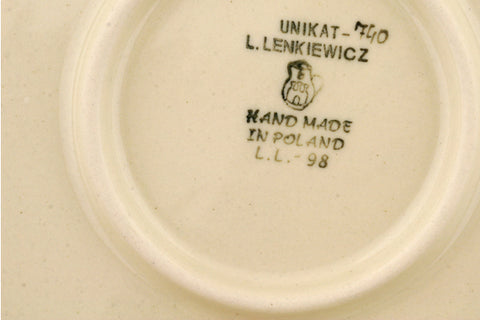 UNIKAT-740
L. LENKIEWICZ
HAND MADE
IN POLAND
L.L.-98